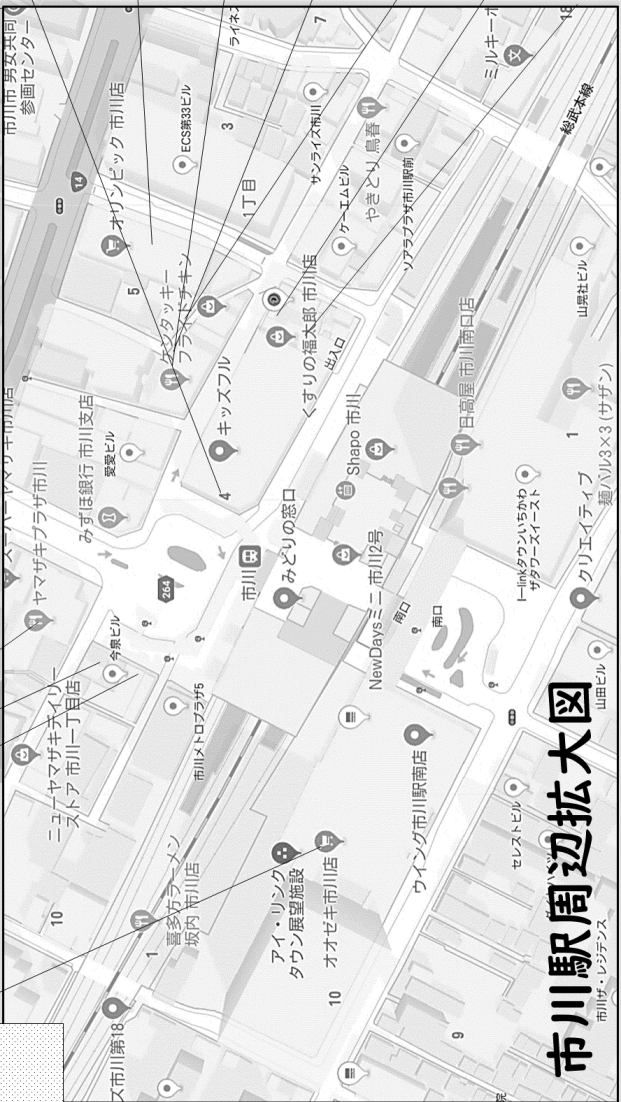 市川駅周辺拡大図
市川市 男女共同
参画センター
14
オリンピック 市川店
ECS第33ビル
3
7
サンライズ市川
1丁目
ケーエムビル
やきとり 鳥春
ソアラプラザ市川駅前
総武本線
18
5
ケンタッキー
フライドチキン
キッズフル
4
くすりの福太郎 市川店
出入口
山晃社ビル
日高屋 市川南口店
Shapo 市川
みずほ銀行 市川支店
愛愛ビル
ヤマザキプラザ市川
264
市川
みどりの窓口
NewDaysミニ 市川2号
南口
南口
I-linkタウンいちかわ
ザタワーズイースト
1
クリエイティブ
麺バル3×3 (サザン)
今泉ビル
ニューヤマザキデイリー
ストア 市川一丁目店
市川メトロプラザ5
山田ビル
セレストビル
ウイング市川駅南店
喜多方ラーメン
坂内 市川店
10
1
アイ・リンク
タウン展望施設
オオゼキ市川店
10
9
市川ザ・レジデンス
ズ市川第18
院